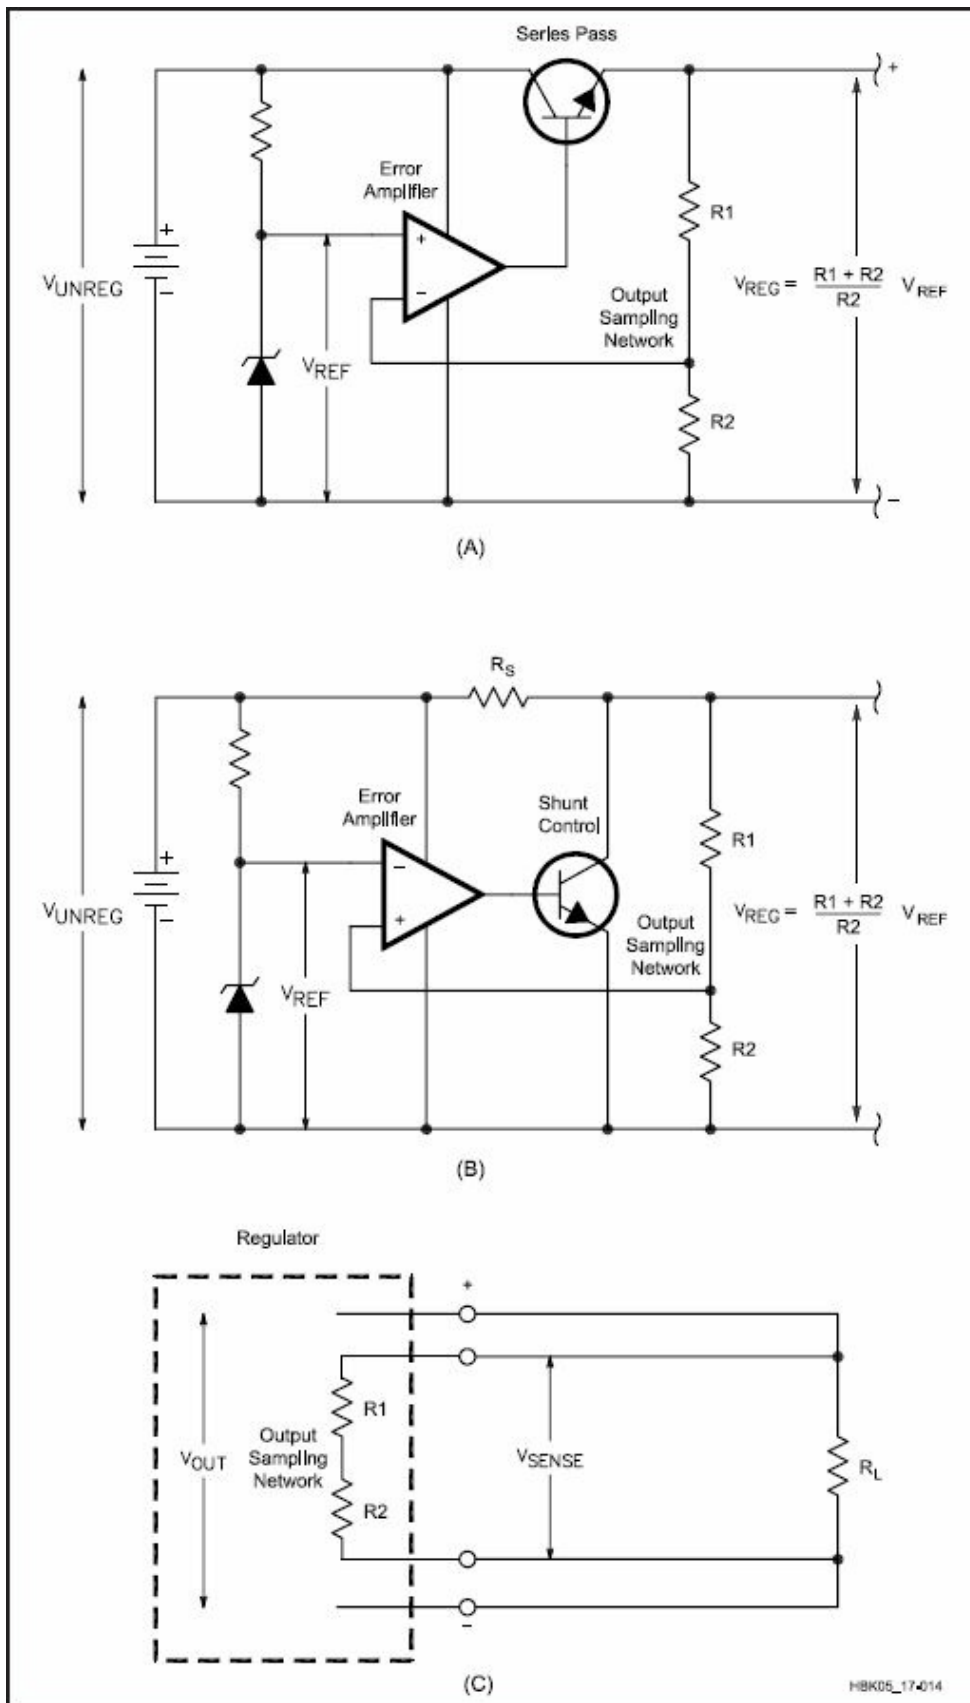 Series Pass
+
Error
Amplifier
+
R1
+
VUNREG
−
−
Output
Sampling
Network
VREG = R1 + R2
R2
VREF
VREF
R2
−
(A)
RS
Error
Amplifier
Shunt
Control
R1
+
−
VUNREG
−
+
Output
Sampling
Network
VREG = R1 + R2
R2
VREF
VREF
R2
(B)
Regulator
+
R1
VOUT
Output
Sampling
Network
VSENSE
RL
R2
−
(C)
HBK05_17-014